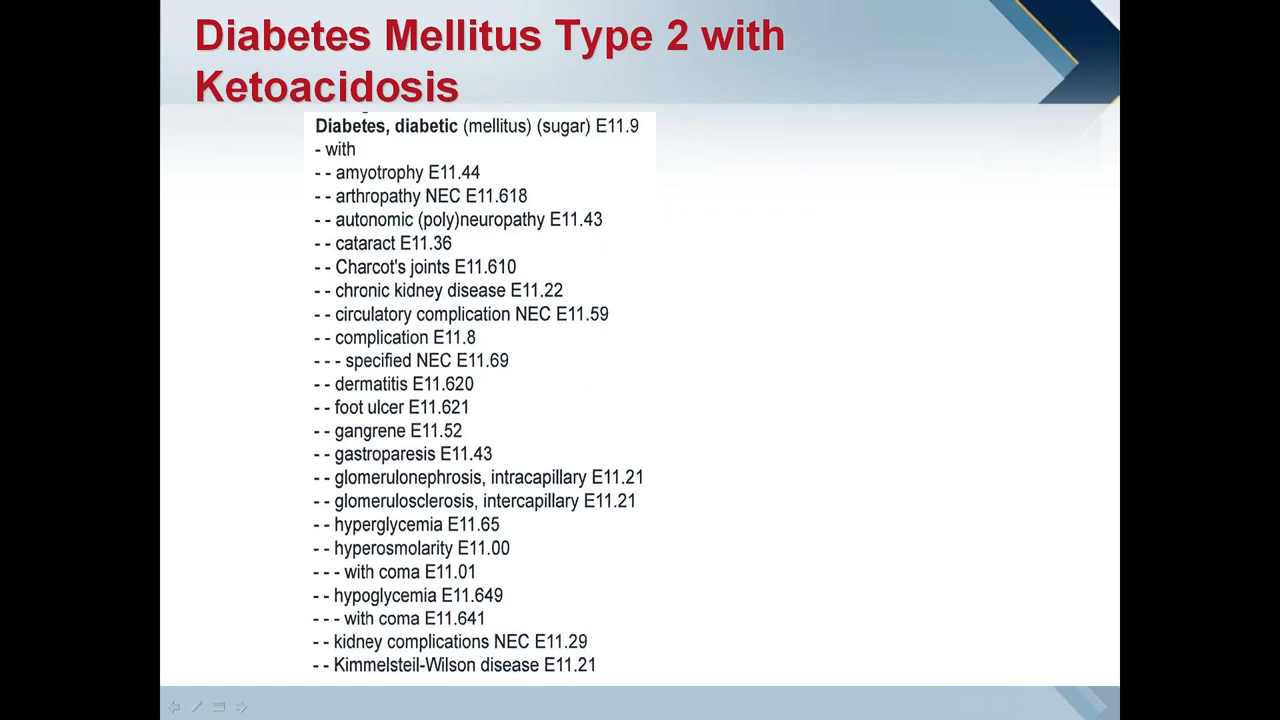 Diabetes Mellitus Type 2 with
Ketoacidosis
Diabetes, diabetic (mellitus) (sugar) E11.9
- with
- - amyotrophy E11.44
- - arthropathy NEC E11.618
- - autonomic (poly)neuropathy E11.43
- - cataract E11.36
- - Charcot's joints E11.610
- - chronic kidney disease E11.22
- - circulatory complication NEC E11.59
- - complication E11.8
- - - specified NEC E11.69
- - dermatitis E11.620
- - foot ulcer E11.621
- - gangrene E11.52
- - gastroparesis E11.43
- - glomerulonephrosis, intracapillary E11.21
- - glomerulosclerosis, intercapillary E11.21
- - hyperglycemia E11.65
- - hyperosmolarity E11.00
- - - with coma E11.01
- - hypoglycemia E11.649
- - - with coma E11.641
- - kidney complications NEC E11.29
- - Kimmelsteil-Wilson disease E11.21